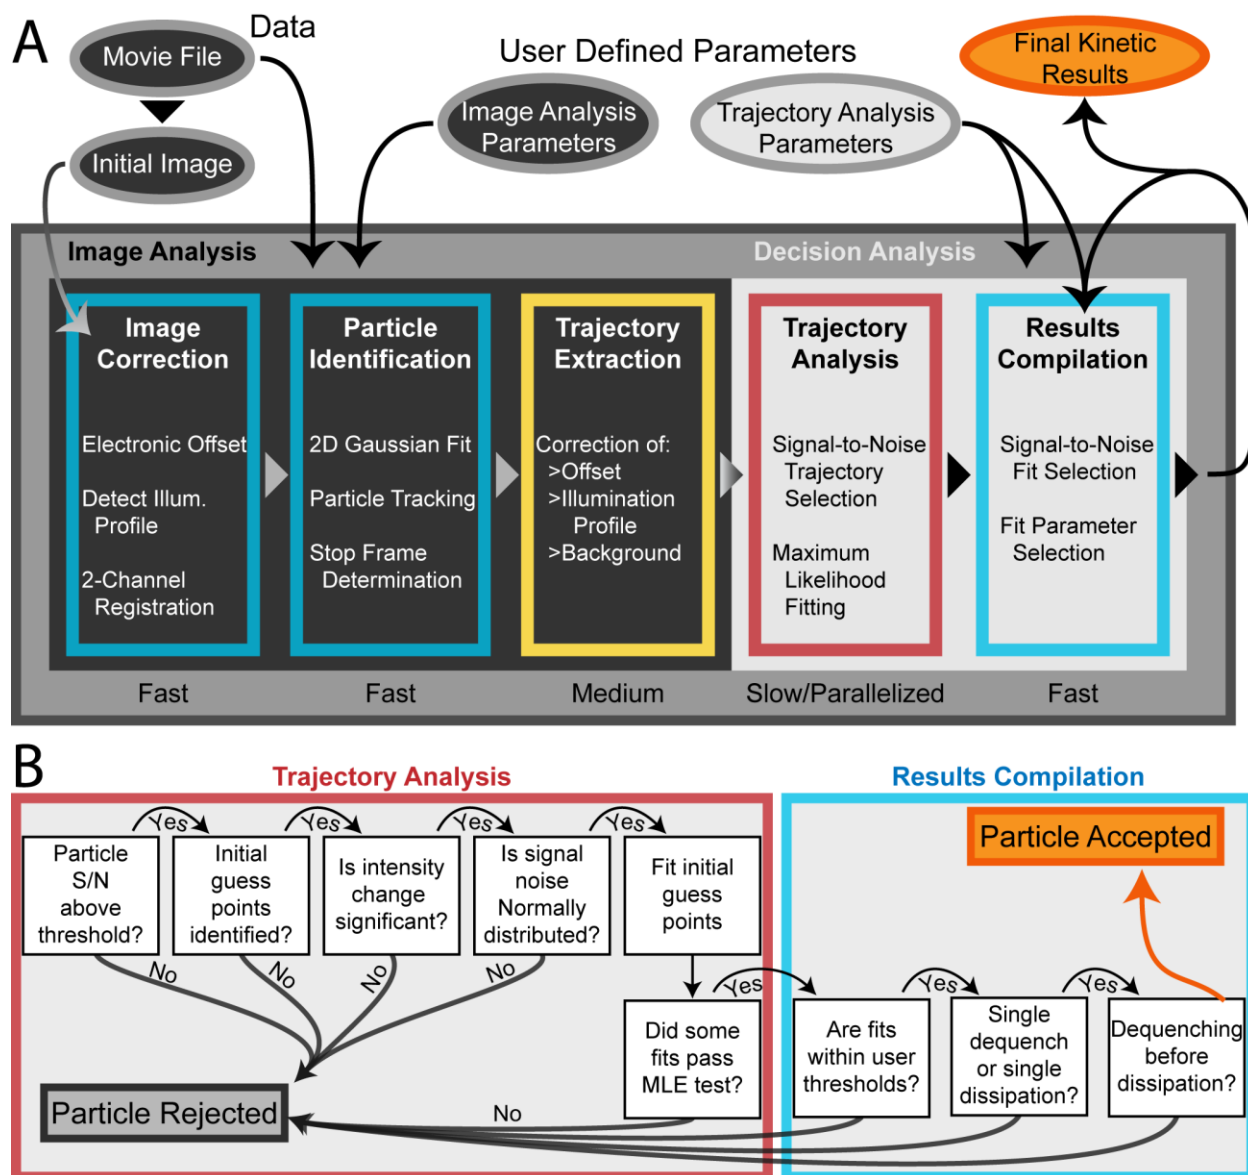 A
Data
Movie File
Initial Image
User Defined Parameters
Image Analysis
Parameters
Trajectory Analysis
Parameters
Final Kinetic
Results
Image Analysis
Decision Analysis
Image
Correction
Electronic Offset
Detect Illum.
Profile
2-Channel
Registration
Particle
Identification
2D Gaussian Fit
Particle Tracking
Stop Frame
Determination
Trajectory
Extraction
Correction of:
>Offset
>Illumination
Profile
>Background
Trajectory
Analysis
Signal-to-Noise
Trajectory
Selection
Maximum
Likelihood
Fitting
Results
Compilation
Signal-to-Noise
Fit Selection
Fit Parameter
Selection
Fast
Fast
Medium
Slow/Parallelized
Fast
B
Trajectory Analysis
Results Compilation
Yes
Yes
Yes
Yes
Particle
S/N
above
threshold?
Initial
guess
points
identified?
Is intensity
change
significant?
Is signal
noise
Normally
distributed?
Fit initial
guess
points
No
No
No
No
Particle Accepted
Yes
Yes
Yes
Did some
fits pass
MLE test?
Are fits
within user
thresholds?
Single
dequench
or single
dissipation?
Dequenching
before
dissipation?
Particle Rejected
No